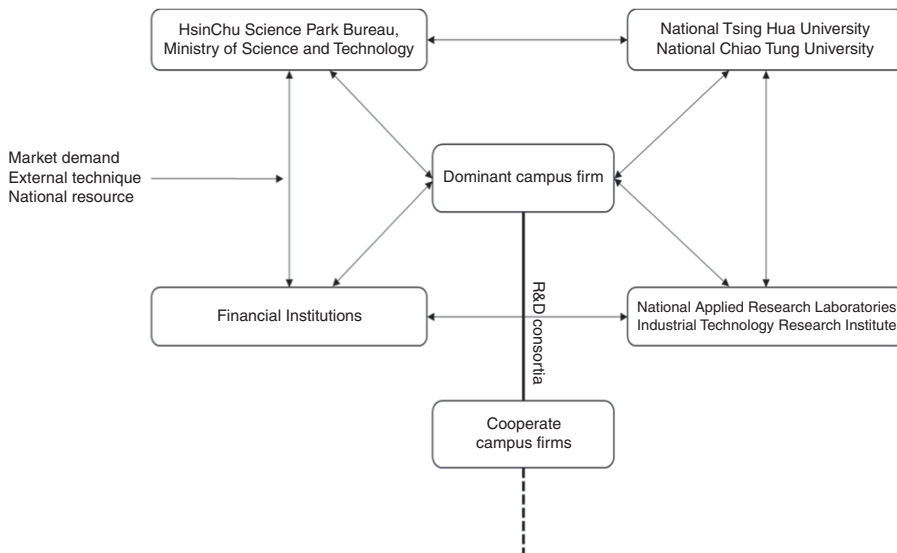 HsinChu Science Park Bureau,
Ministry of Science and Technology
National Tsing Hua University
National Chiao Tung University
Market demand
External technique
National resource
Dominant campus firm
Financial Institutions
R&D consortia
National Applied Research Laboratories
Industrial Technology Research Institute
Cooperate
campus firms